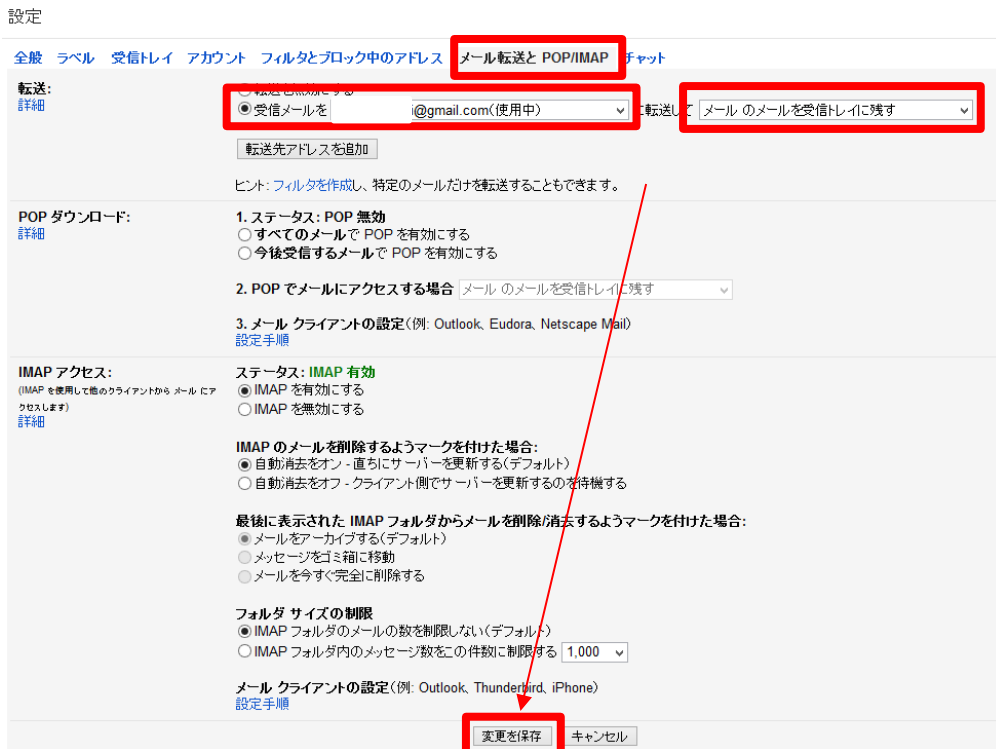 設定
全般 ラベル 受信トレイ アカウント フィルタとブロック中のアドレス メール転送と POP/IMAP チャット
転送:
詳細
転送を無効にする
受信メールを i@gmail.com(使用中) に転送して メール のメールを受信トレイに残す
転送先アドレスを追加
ヒント: フィルタを作成し、特定のメールだけを転送することもできます。
POP ダウンロード:
詳細
1. ステータス: POP 無効
すべてのメールで POP を有効にする
今後受信するメールで POP を有効にする
2. POP でメールにアクセスする場合 メール のメールを受信トレイに残す
3. メール クライアントの設定(例: Outlook、Eudora、Netscape Mail)
設定手順
IMAP アクセス:
(IMAP を使用して他のクライアントから メール にア
クセスします)
詳細
ステータス: IMAP 有効
IMAP を有効にする
IMAP を無効にする
IMAP のメールを削除するようマークを付けた場合:
自動消去をオン - 直ちにサーバーを更新する(デフォルト)
自動消去をオフ - クライアント側でサーバーを更新するのを待機する
最後に表示された IMAP フォルダからメールを削除/消去するようマークを付けた場合:
メールをアーカイブする(デフォルト)
メッセージをゴミ箱に移動
メールを今すぐ完全に削除する
フォルダ サイズの制限
IMAP フォルダのメールの数を制限しない(デフォルト)
IMAP フォルダ内のメッセージ数をこの件数に制限する 1,000
メール クライアントの設定(例: Outlook、Thunderbird、iPhone)
設定手順
変更を保存 キャンセル